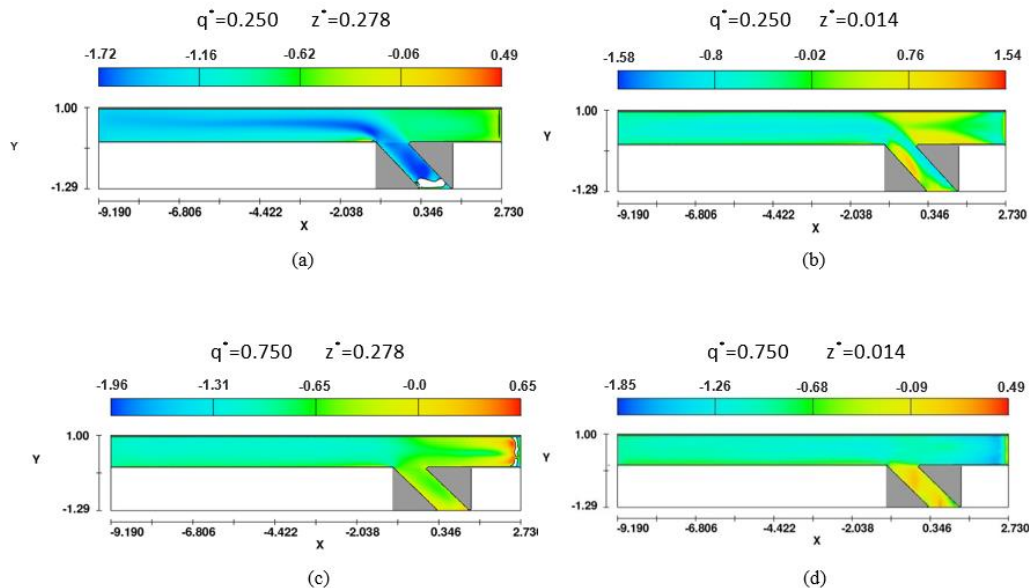 q*=0.250 z*=0.278
-1.72 -1.16 -0.62 -0.06 0.49
Y
1.00
-1.29
-9.190 -6.806 -4.422 -2.038 0.346 2.730
X
(a)
q*=0.250 z*=0.014
-1.58 -0.8 -0.02 0.76 1.54
Y
1.00
-1.29
-9.190 -6.806 -4.422 -2.038 0.346 2.730
X
(b)
q*=0.750 z*=0.278
-1.96 -1.31 -0.65 -0.0 0.65
Y
1.00
-1.29
-9.190 -6.806 -4.422 -2.038 0.346 2.730
X
(c)
q*=0.750 z*=0.014
-1.85 -1.26 -0.68 -0.09 0.49
Y
1.00
-1.29
-9.190 -6.806 -4.422 -2.038 0.346 2.730
X
(d)